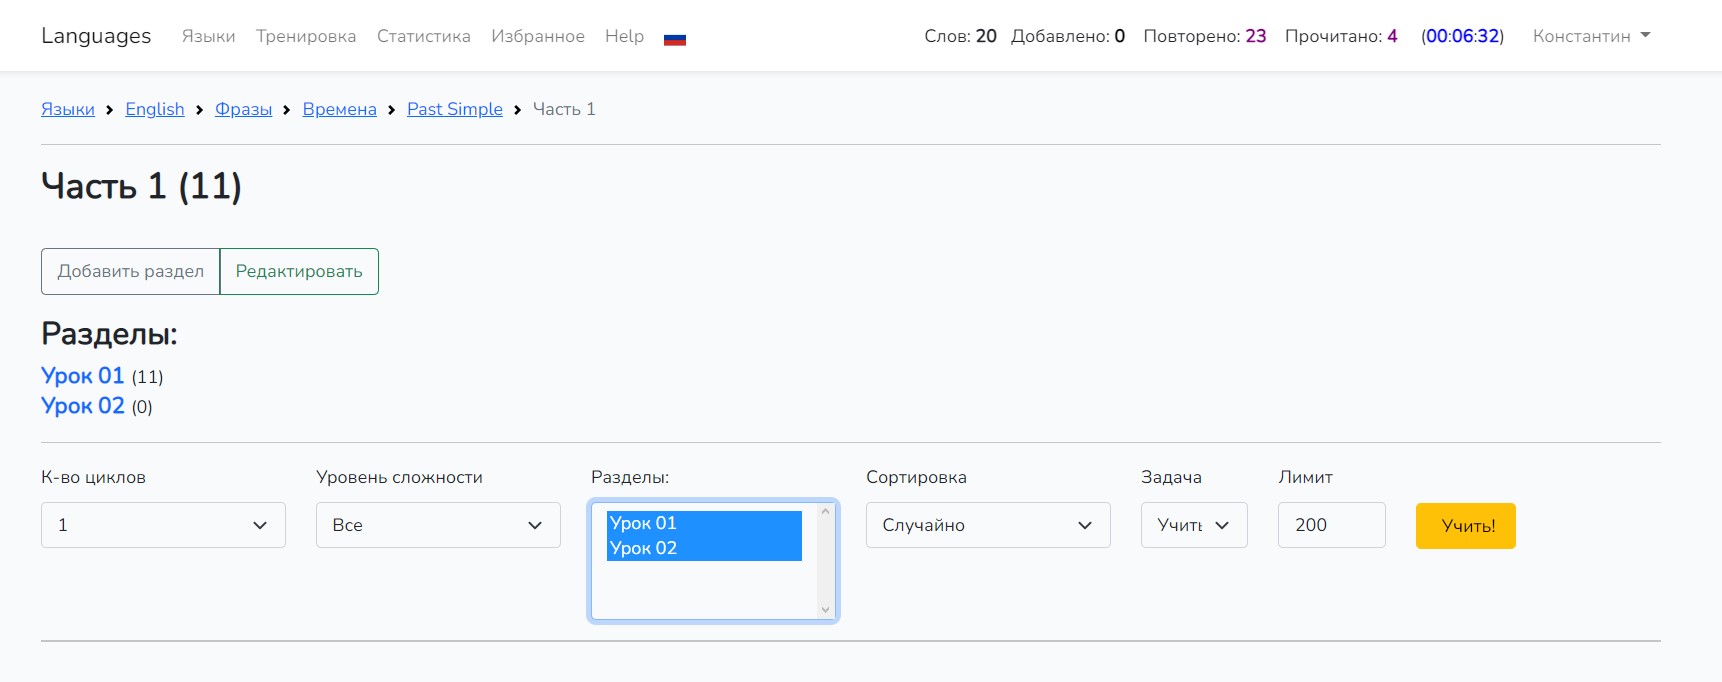 Languages Языки Тренировка Статистика Избранное Help Слов: 20 Добавлено: 0 Повторено: 23 Прочитано: 4 (00:06:32) Константин
Языки English Фразы Времена Past Simple Часть 1
Часть 1 (11)
Добавить раздел Редактировать
Разделы:
Урок 01 (11)
Урок 02 (0)
К-во циклов Уровень сложности Разделы: Сортировка Задача Лимит
1 Все Урок 01 Случайно Учить 200 Учить!
Урок 02